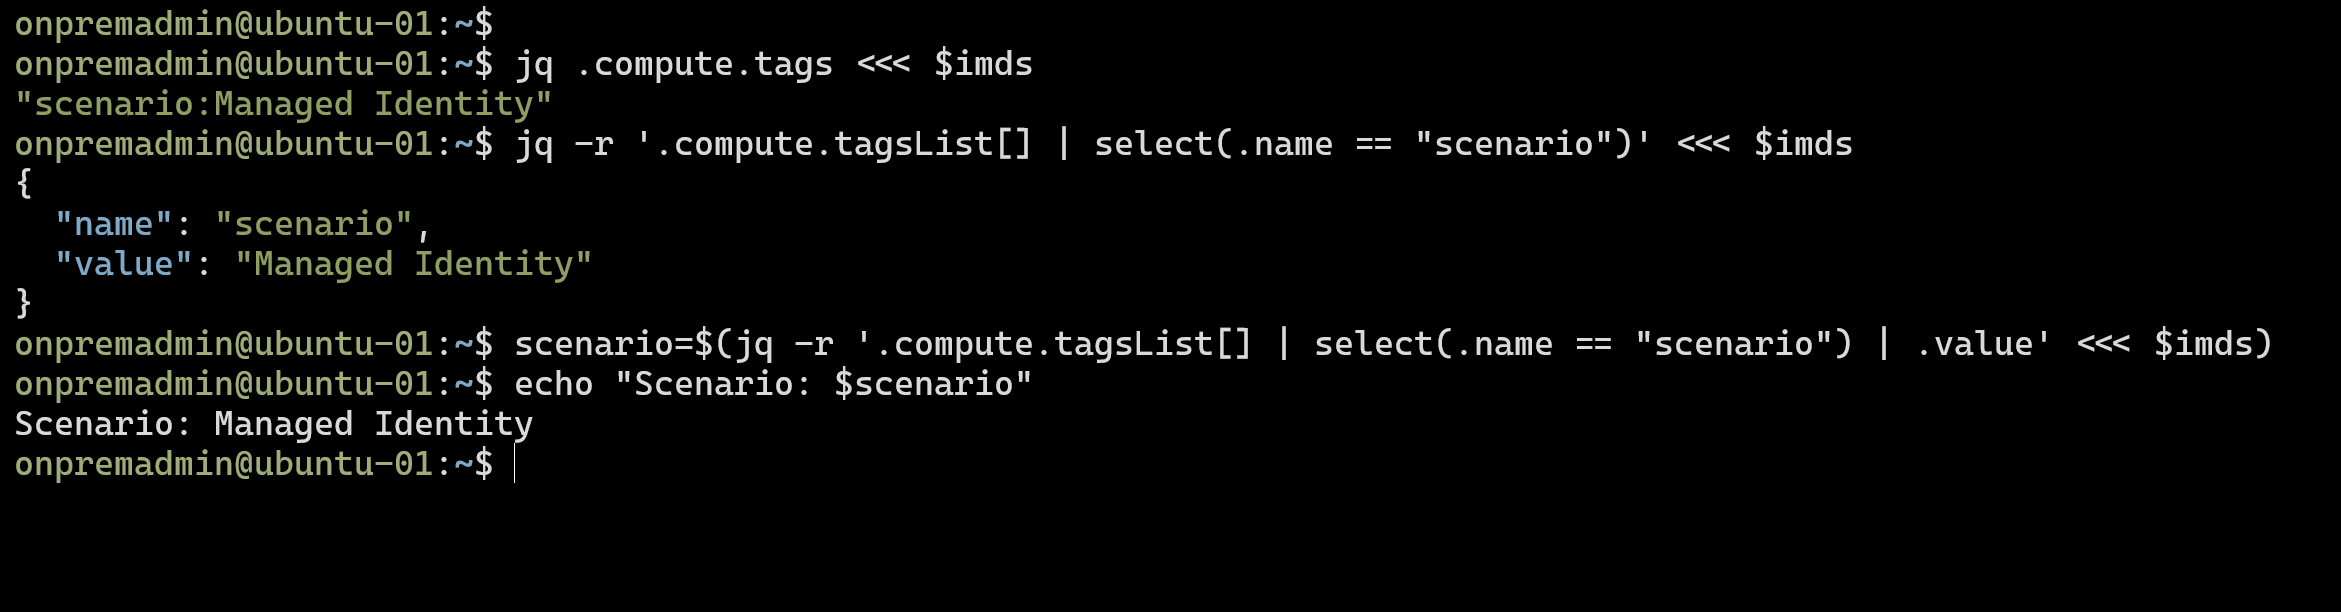 onpremadmin@ubuntu-01:~$
onpremadmin@ubuntu-01:~$ jq .compute.tags <<< $imds
"scenario:Managed Identity"
onpremadmin@ubuntu-01:~$ jq -r '.compute.tagsList[] | select(.name == "scenario")' <<< $imds
{
  "name": "scenario",
  "value": "Managed Identity"
}
onpremadmin@ubuntu-01:~$ scenario=$(jq -r '.compute.tagsList[] | select(.name == "scenario") | .value' <<< $imds)
onpremadmin@ubuntu-01:~$ echo "Scenario: $scenario"
Scenario: Managed Identity
onpremadmin@ubuntu-01:~$